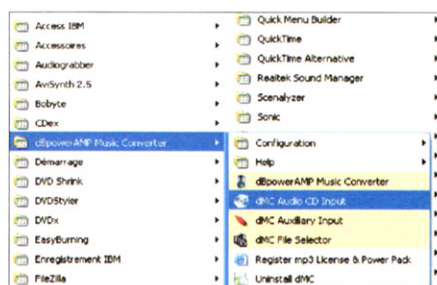 Access IBM
Accessoires
Audiograbber
AviSynth 2.5
Bobyte
CDex
dBpowerAMP Music Converter
Démarrage
DVD Shrink
DVDStyler
DVDx
EasyBurning
Enregistrement IBM
FileZilla
Quick Menu Builder
QuickTime
QuickTime Alternative
Realtek Sound Manager
Scenalyzer
Sonic
Configuration
Help
dBpowerAMP Music Converter
dMC Audio CD Input
dMC Auxiliary Input
dMC File Selector
Register mp3 License & Power Pack
Uninstall dMC